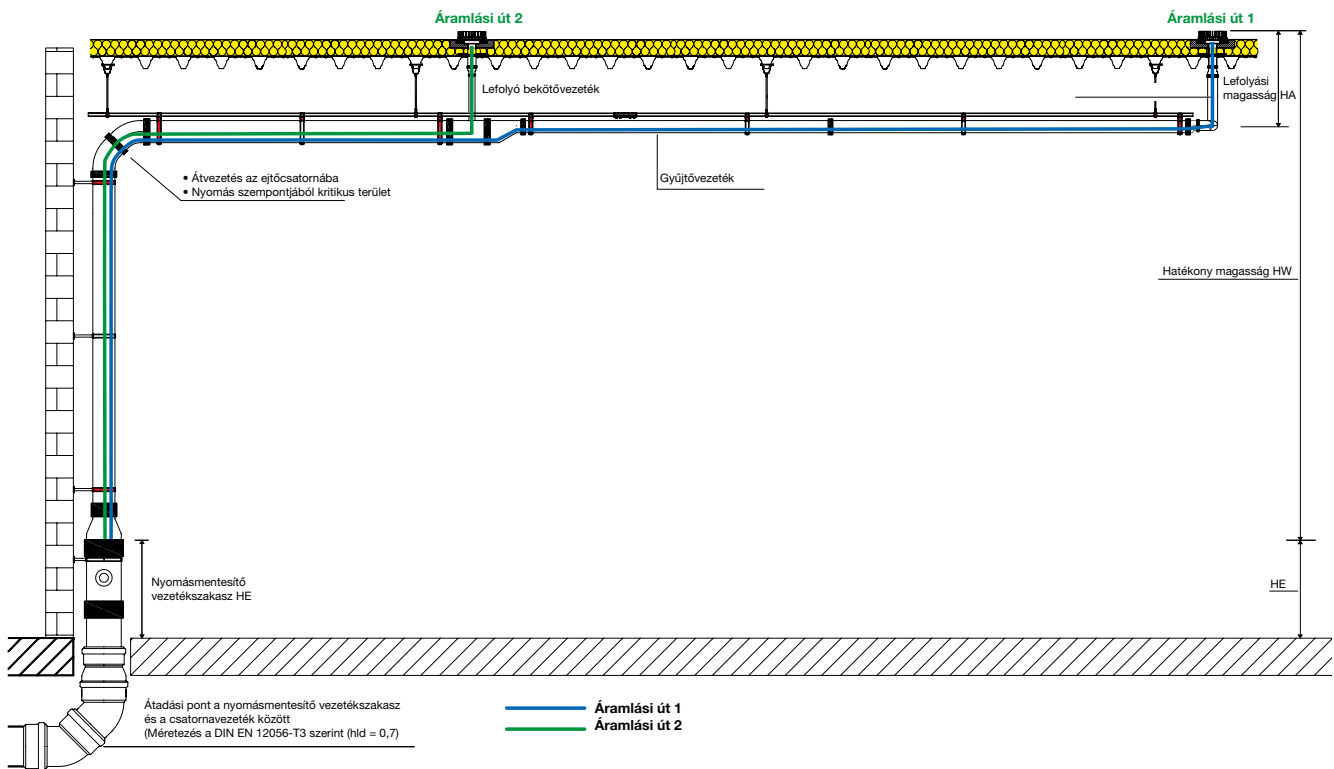 Áramlási út 2
Áramlási út 1
Lefolyó bekötővezeték
Lefolyási
magasság HA
• Átvezetés az ejtőcsatornába
• Nyomás szempontjából kritikus terület
Gyűjtővezeték
Hatékony magasság HW
Nyomásmentesítő
vezetékszakasz HE
HE
Átadási pont a nyomásmentesítő vezetékszakasz
és a csatornavezeték között
(Méretezés a DIN EN 12056-T3 szerint (hld = 0,7)
Áramlási út 1
Áramlási út 2